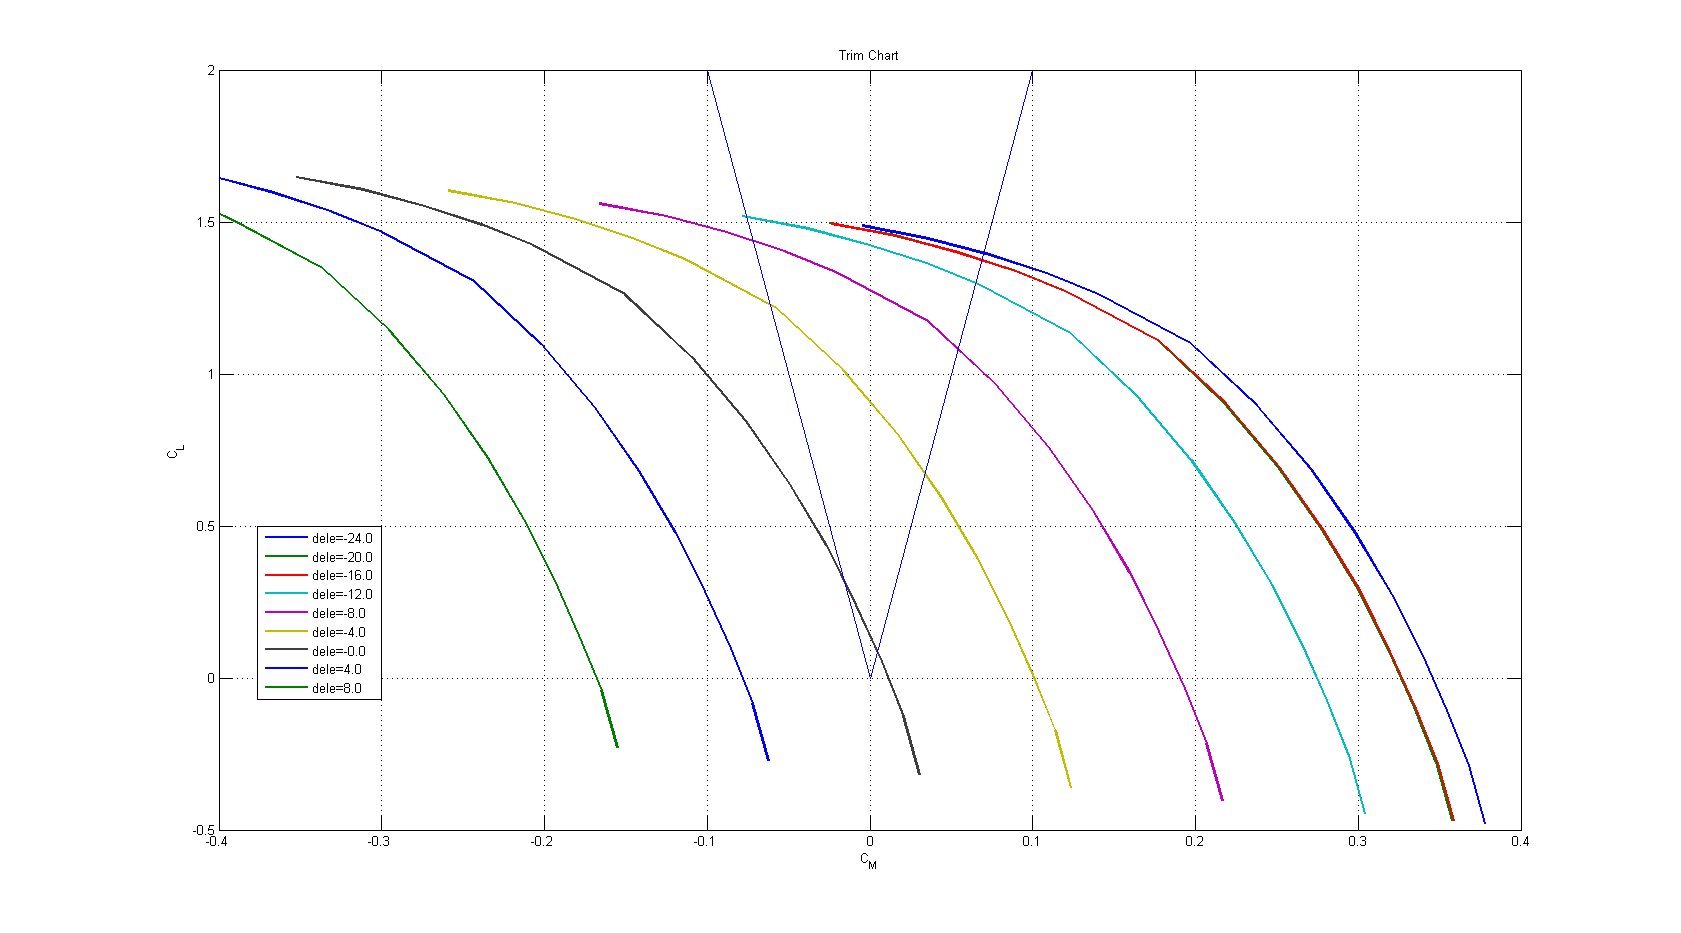 Trim Chart
2
1.5
1
0.5
0
-0.5
C_L
dele=-24.0
dele=-20.0
dele=-16.0
dele=-12.0
dele=-8.0
dele=-4.0
dele=-0.0
dele=4.0
dele=8.0
-0.4 -0.3 -0.2 -0.1 0 0.1 0.2 0.3 0.4
C_M